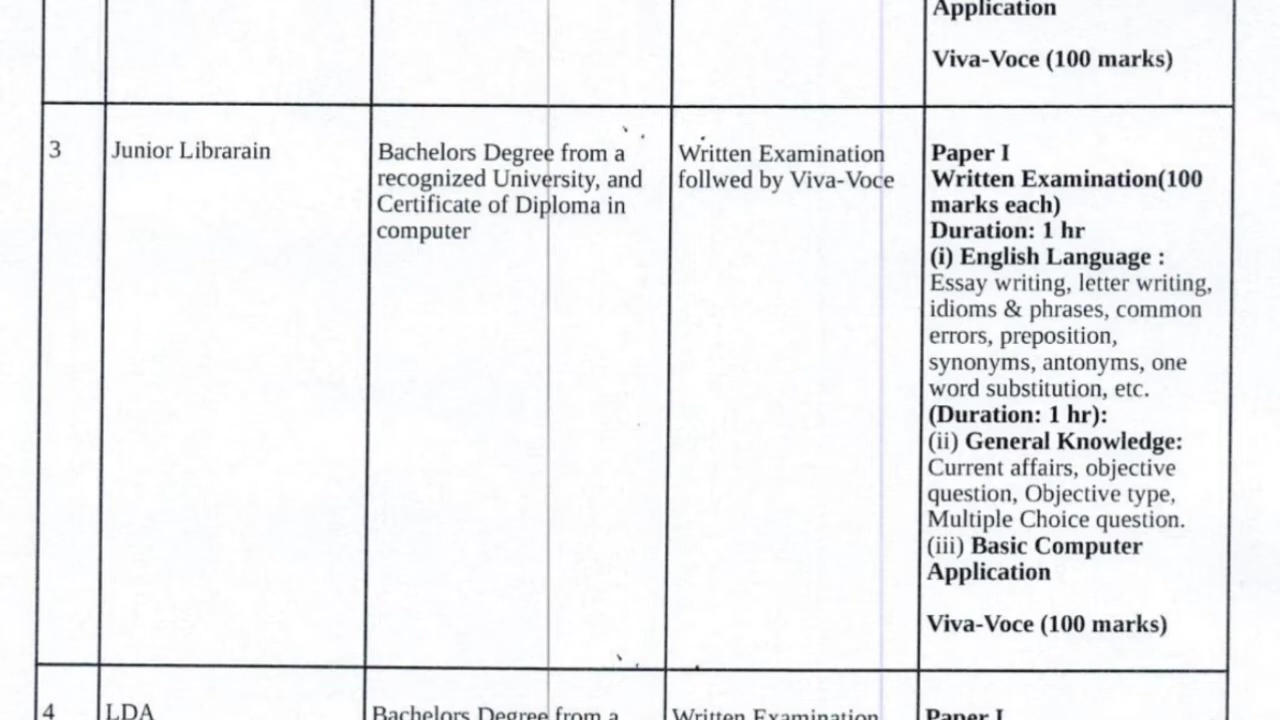 Application
Viva-Voce (100 marks)
3
Junior Librarain
Bachelors Degree from a
recognized University, and
Certificate of Diploma in
computer
Written Examination
follwed by Viva-Voce
Paper I
Written Examination(100
marks each)
Duration: 1 hr
(i) English Language :
Essay writing, letter writing,
idioms & phrases, common
errors, preposition,
synonyms, antonyms, one
word substitution, etc.
(Duration: 1 hr):
(ii) General Knowledge:
Current affairs, objective
question, Objective type,
Multiple Choice question.
(iii) Basic Computer
Application
Viva-Voce (100 marks)
4
LDA
Bachelors Degree from a
Written Examination
Paper I